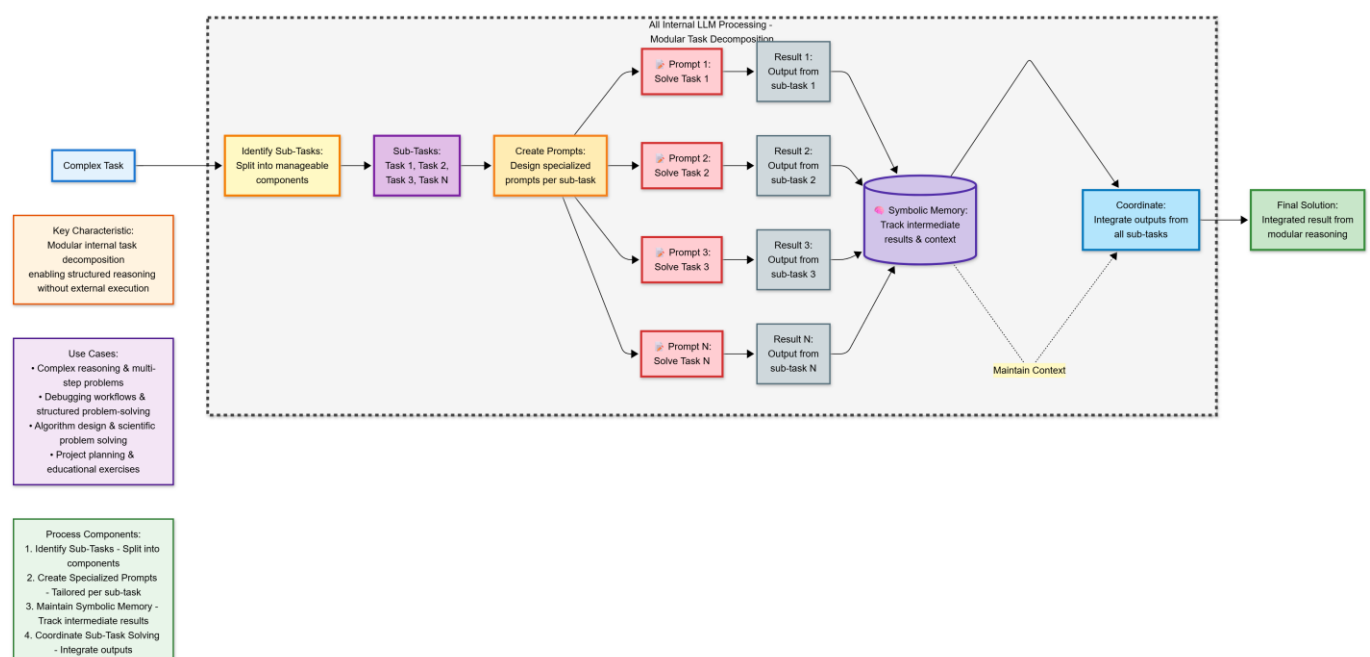 All Internal LLM Processing -
Modular Task Decomposition
Complex Task
Identify Sub-Tasks:
Split into manageable
components
Sub-Tasks:
Task 1, Task 2,
Task 3, Task N
Create Prompts:
Design specialized
prompts per sub-task
Prompt 1:
Solve Task 1
Result 1:
Output from
sub-task 1
Prompt 2:
Solve Task 2
Result 2:
Output from
sub-task 2
Prompt 3:
Solve Task 3
Result 3:
Output from
sub-task 3
Prompt N:
Solve Task N
Result N:
Output from
sub-task N
Symbolic Memory:
Track intermediate
results & context
Maintain Context
Coordinate:
Integrate outputs from
all sub-tasks
Final Solution:
Integrated result from
modular reasoning
Key Characteristic:
Modular internal task
decomposition
enabling structured reasoning
without external execution
Use Cases:
• Complex reasoning & multi-
step problems
• Debugging workflows &
structured problem-solving
• Algorithm design & scientific
problem solving
• Project planning &
educational exercises
Process Components:
1. Identify Sub-Tasks - Split into
components
2. Create Specialized Prompts
- Tailored per sub-task
3. Maintain Symbolic Memory -
Track intermediate results
4. Coordinate Sub-Task Solving
- Integrate outputs